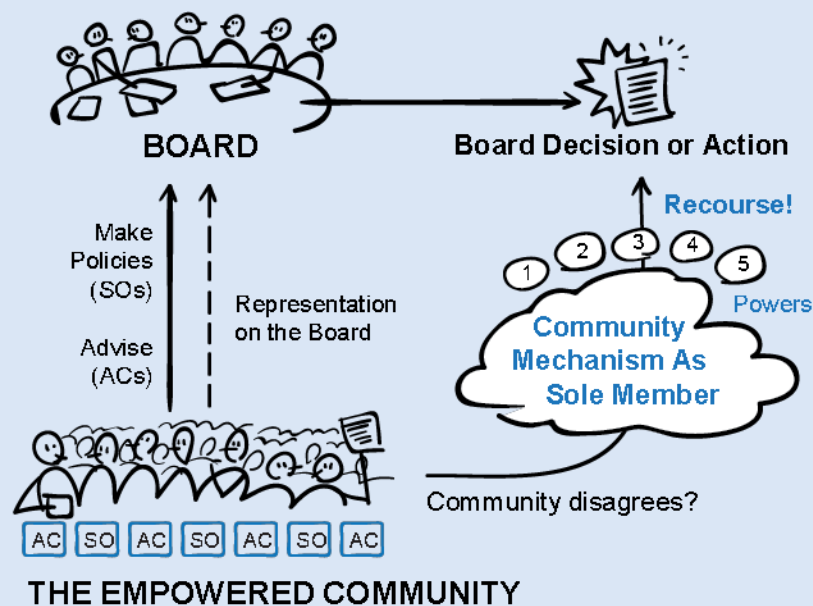 BOARD
Board Decision or Action
Make
Policies
(SOs)
Advise
(ACs)
Representation
on the Board
Recourse!
1
2
3
4
5
Powers
Community
Mechanism As
Sole Member
Community disagrees?
AC SO AC SO AC SO AC
THE EMPOWERED COMMUNITY